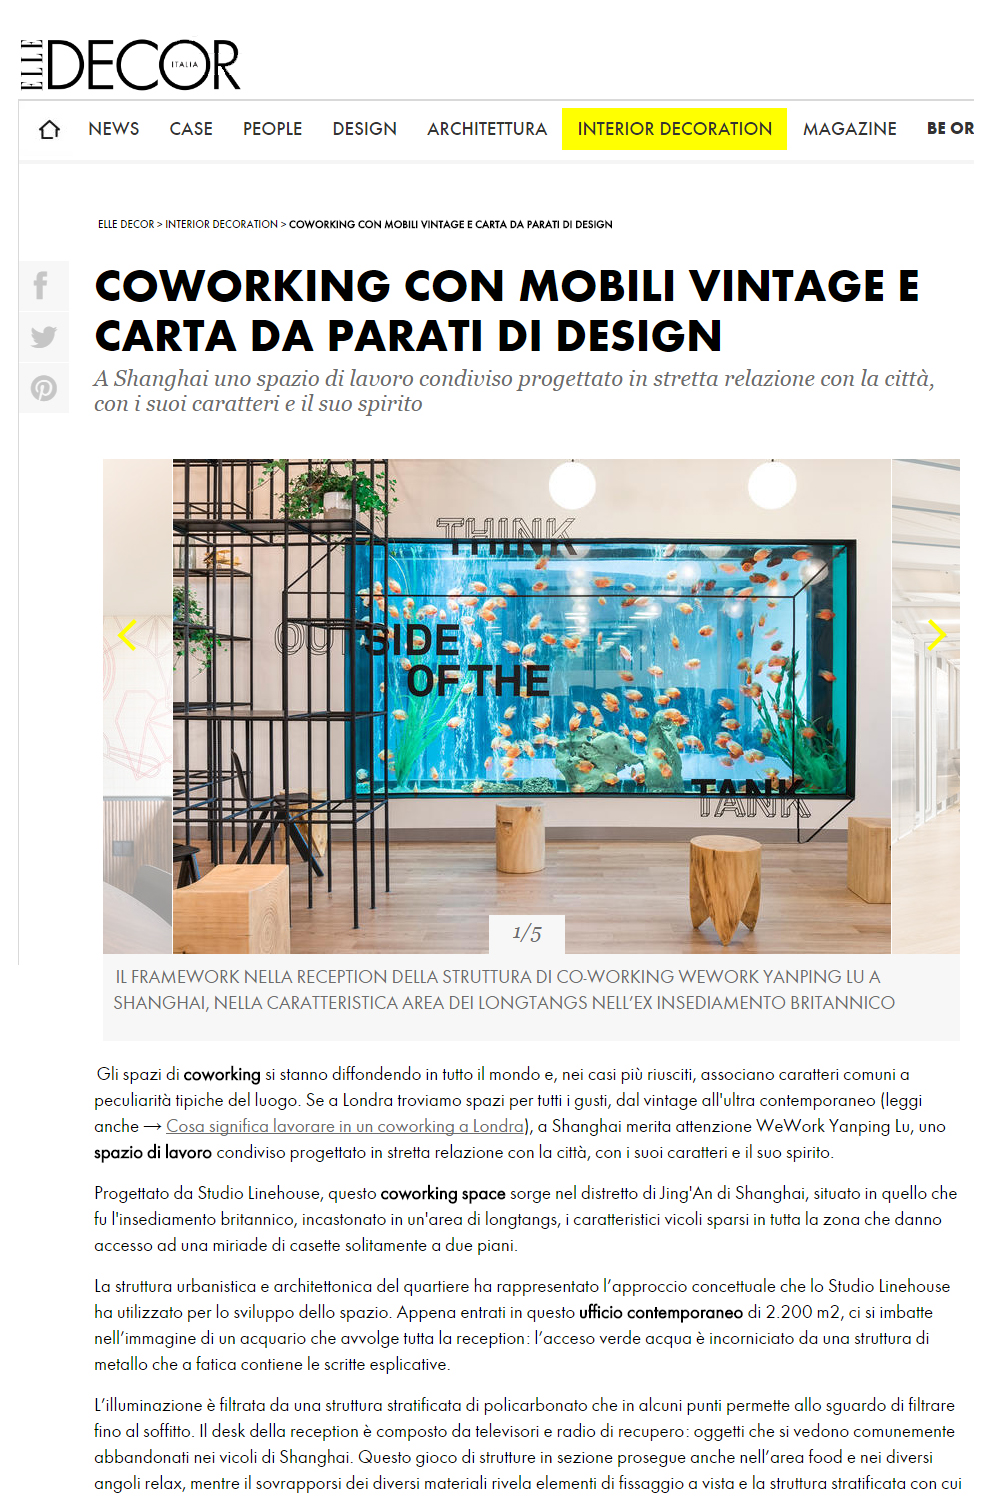 ELLE DECOR ITALIA
NEWS CASE PEOPLE DESIGN ARCHITETTURA INTERIOR DECORATION MAGAZINE BE OR
ELLE DECOR > INTERIOR DECORATION > COWORKING CON MOBILI VINTAGE E CARTA DA PARATI DI DESIGN
COWORKING CON MOBILI VINTAGE E
CARTA DA PARATI DI DESIGN
A Shanghai uno spazio di lavoro condiviso progettato in stretta relazione con la città,
con i suoi caratteri e il suo spirito
THINK
OUTSIDE
OF THE
TANK
1/5
IL FRAMEWORK NELLA RECEPTION DELLA STRUTTURA DI CO-WORKING WEWORK YANPING LU A
SHANGHAI, NELLA CARATTERISTICA AREA DEI LONGTANGS NELL’EX INSEDIAMENTO BRITANNICO
Gli spazi di coworking si stanno diffondendo in tutto il mondo e, nei casi più riusciti, associano caratteri comuni a
peculiarità tipiche del luogo. Se a Londra troviamo spazi per tutti i gusti, dal vintage all'ultra contemporaneo (leggi
anche → Cosa significa lavorare in un coworking a Londra), a Shanghai merita attenzione WeWork Yanping Lu, uno
spazio di lavoro condiviso progettato in stretta relazione con la città, con i suoi caratteri e il suo spirito.
Progettato da Studio Linehouse, questo coworking space sorge nel distretto di Jing'An di Shanghai, situato in quello che
fu l'insediamento britannico, incastonato in un'area di longtangs, i caratteristici vicoli sparsi in tutta la zona che danno
accesso ad una miriade di casette solitamente a due piani.
La struttura urbanistica e architettonica del quartiere ha rappresentato l’approccio concettuale che lo Studio Linehouse
ha utilizzato per lo sviluppo dello spazio. Appena entrati in questo ufficio contemporaneo di 2.200 m2, ci si imbatte
nell’immagine di un acquario che avvolge tutta la reception: l’acceso verde acqua è incorniciato da una struttura di
metallo che a fatica contiene le scritte esplicative.
L’illuminazione è filtrata da una struttura stratificata di policarbonato che in alcuni punti permette allo sguardo di filtrare
fino al soffitto. Il desk della reception è composto da televisori e radio di recupero: oggetti che si vedono comunemente
abbandonati nei vicoli di Shanghai. Questo gioco di strutture in sezione prosegue anche nell’area food e nei diversi
angoli relax, mentre il sovrapporsi dei diversi materiali rivela elementi di fissaggio a vista e la struttura stratificata con cui